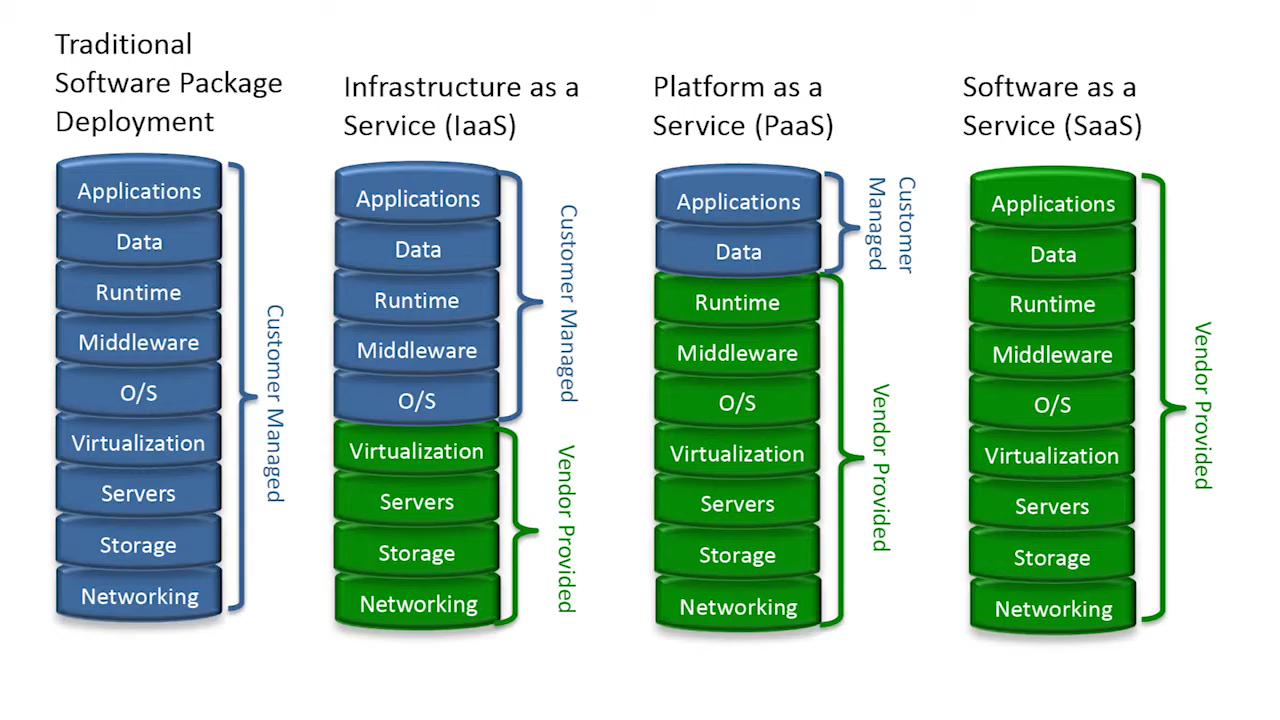 Traditional
Software Package
Deployment
Applications
Data
Runtime
Middleware
O/S
Virtualization
Servers
Storage
Networking
Customer Managed
Infrastructure as a
Service (IaaS)
Applications
Data
Runtime
Middleware
O/S
Virtualization
Servers
Storage
Networking
Customer Managed
Vendor Provided
Platform as a
Service (PaaS)
Applications
Data
Runtime
Middleware
O/S
Virtualization
Servers
Storage
Networking
Customer
Managed
Vendor Provided
Software as a
Service (SaaS)
Applications
Data
Runtime
Middleware
O/S
Virtualization
Servers
Storage
Networking
Vendor Provided